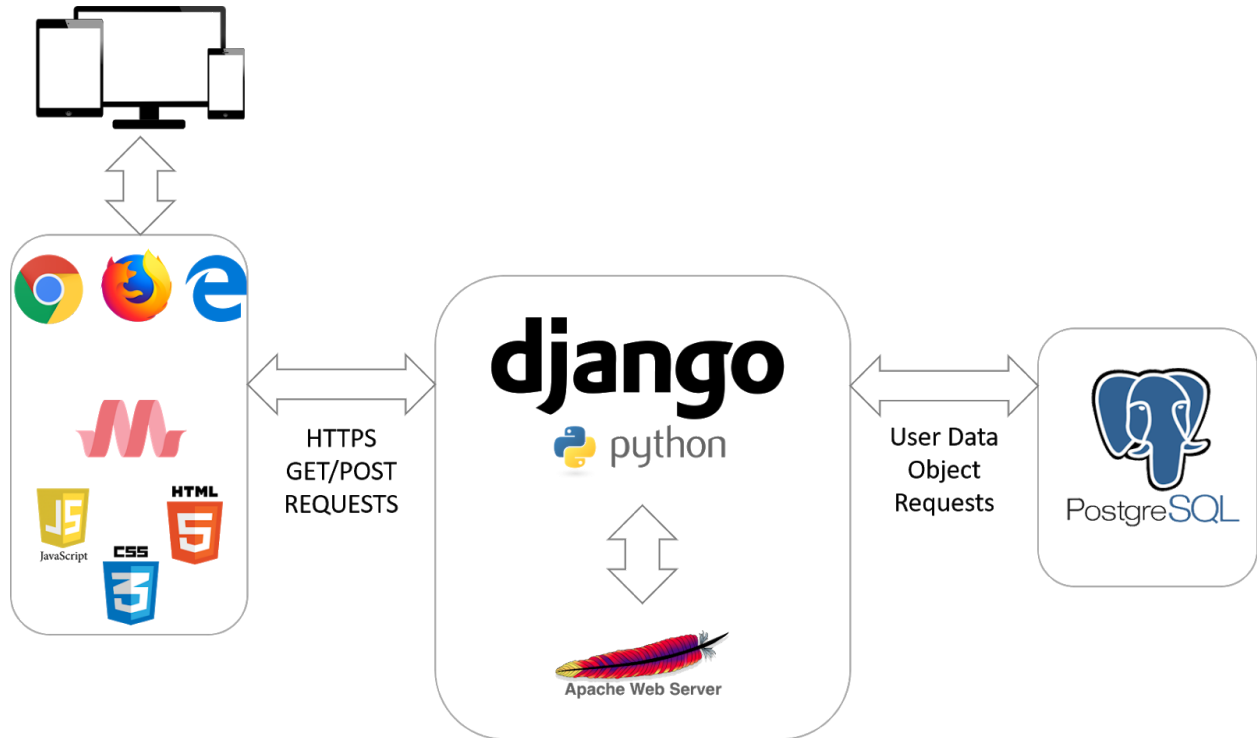 HTTPS
GET/POST
REQUESTS
JS
JavaScript
HTML
5
CSS
3
django
python
Apache Web Server
User Data
Object
Requests
PostgreSQL